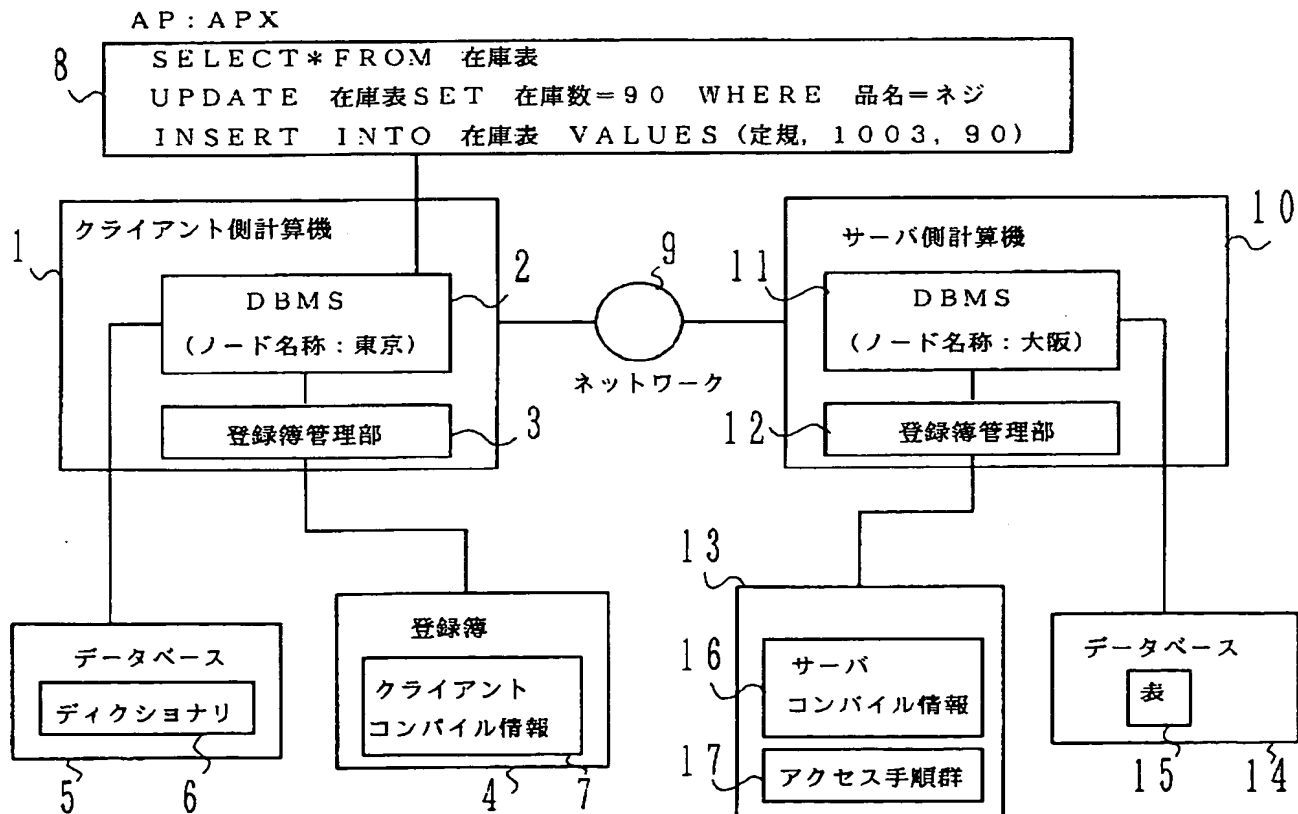 AP:APX
8
SELECT*FROM 在庫表
UPDATE 在庫表SET 在庫数=90 WHERE 品名=ネジ
INSERT INTO 在庫表 VALUES(定規, 1003, 90)
1
クライアント側計算機
2
DBMS
(ノード名称:東京)
3
登録簿管理部
9
ネットワーク
10
サーバ側計算機
11
DBMS
(ノード名称:大阪)
12
登録簿管理部
データベース
ディクショナリ
5
6
登録簿
クライアント
コンパイル情報
4
7
13
16
サーバ
コンパイル情報
17
アクセス手順群
データベース
表
15
14